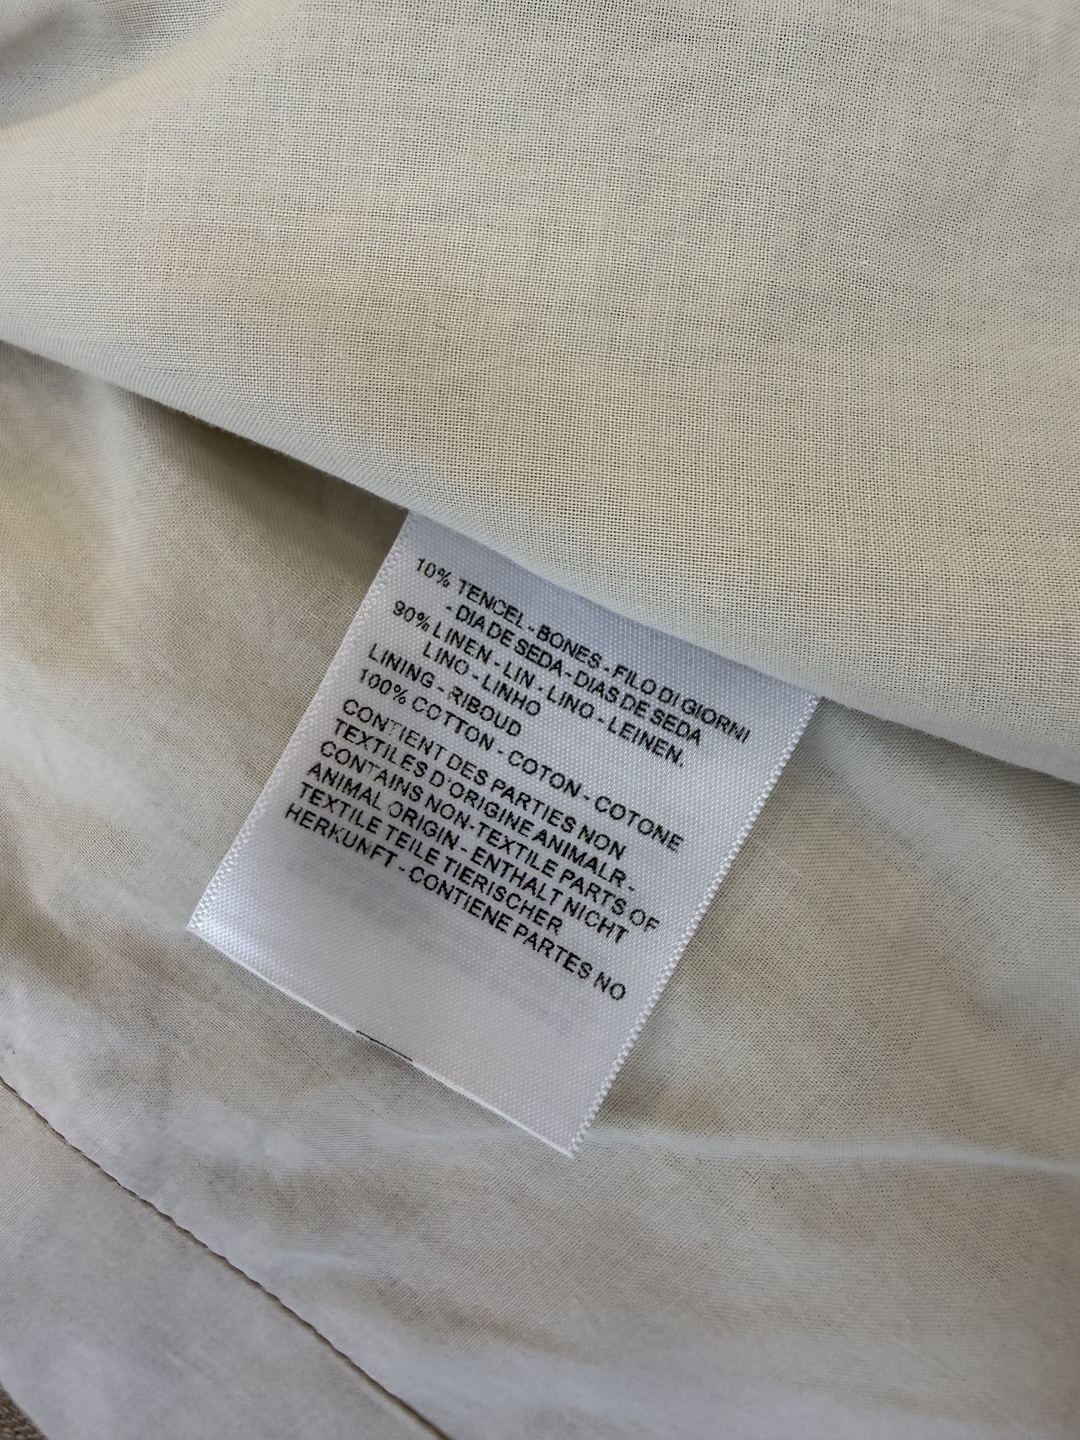 10% TENCEL - BONES - FILO DI GIORNI
- DIA DE SEDA - DIAS DE SEDA
90% LINEN - LIN - LINO - LEINEN.
LINO - LINHO
LINING - RIBOUD
100% COTTON - COTON - COTONE
CONTIENT DES PARTIES NON
TEXTILES D'ORIGINE ANIMALR -
CONTAINS NON-TEXTILE PARTS OF
ANIMAL ORIGIN - ENTHALT NICHT
TEXTILE TEILE TIERISCHER
HERKUNFT - CONTIENE PARTES NO